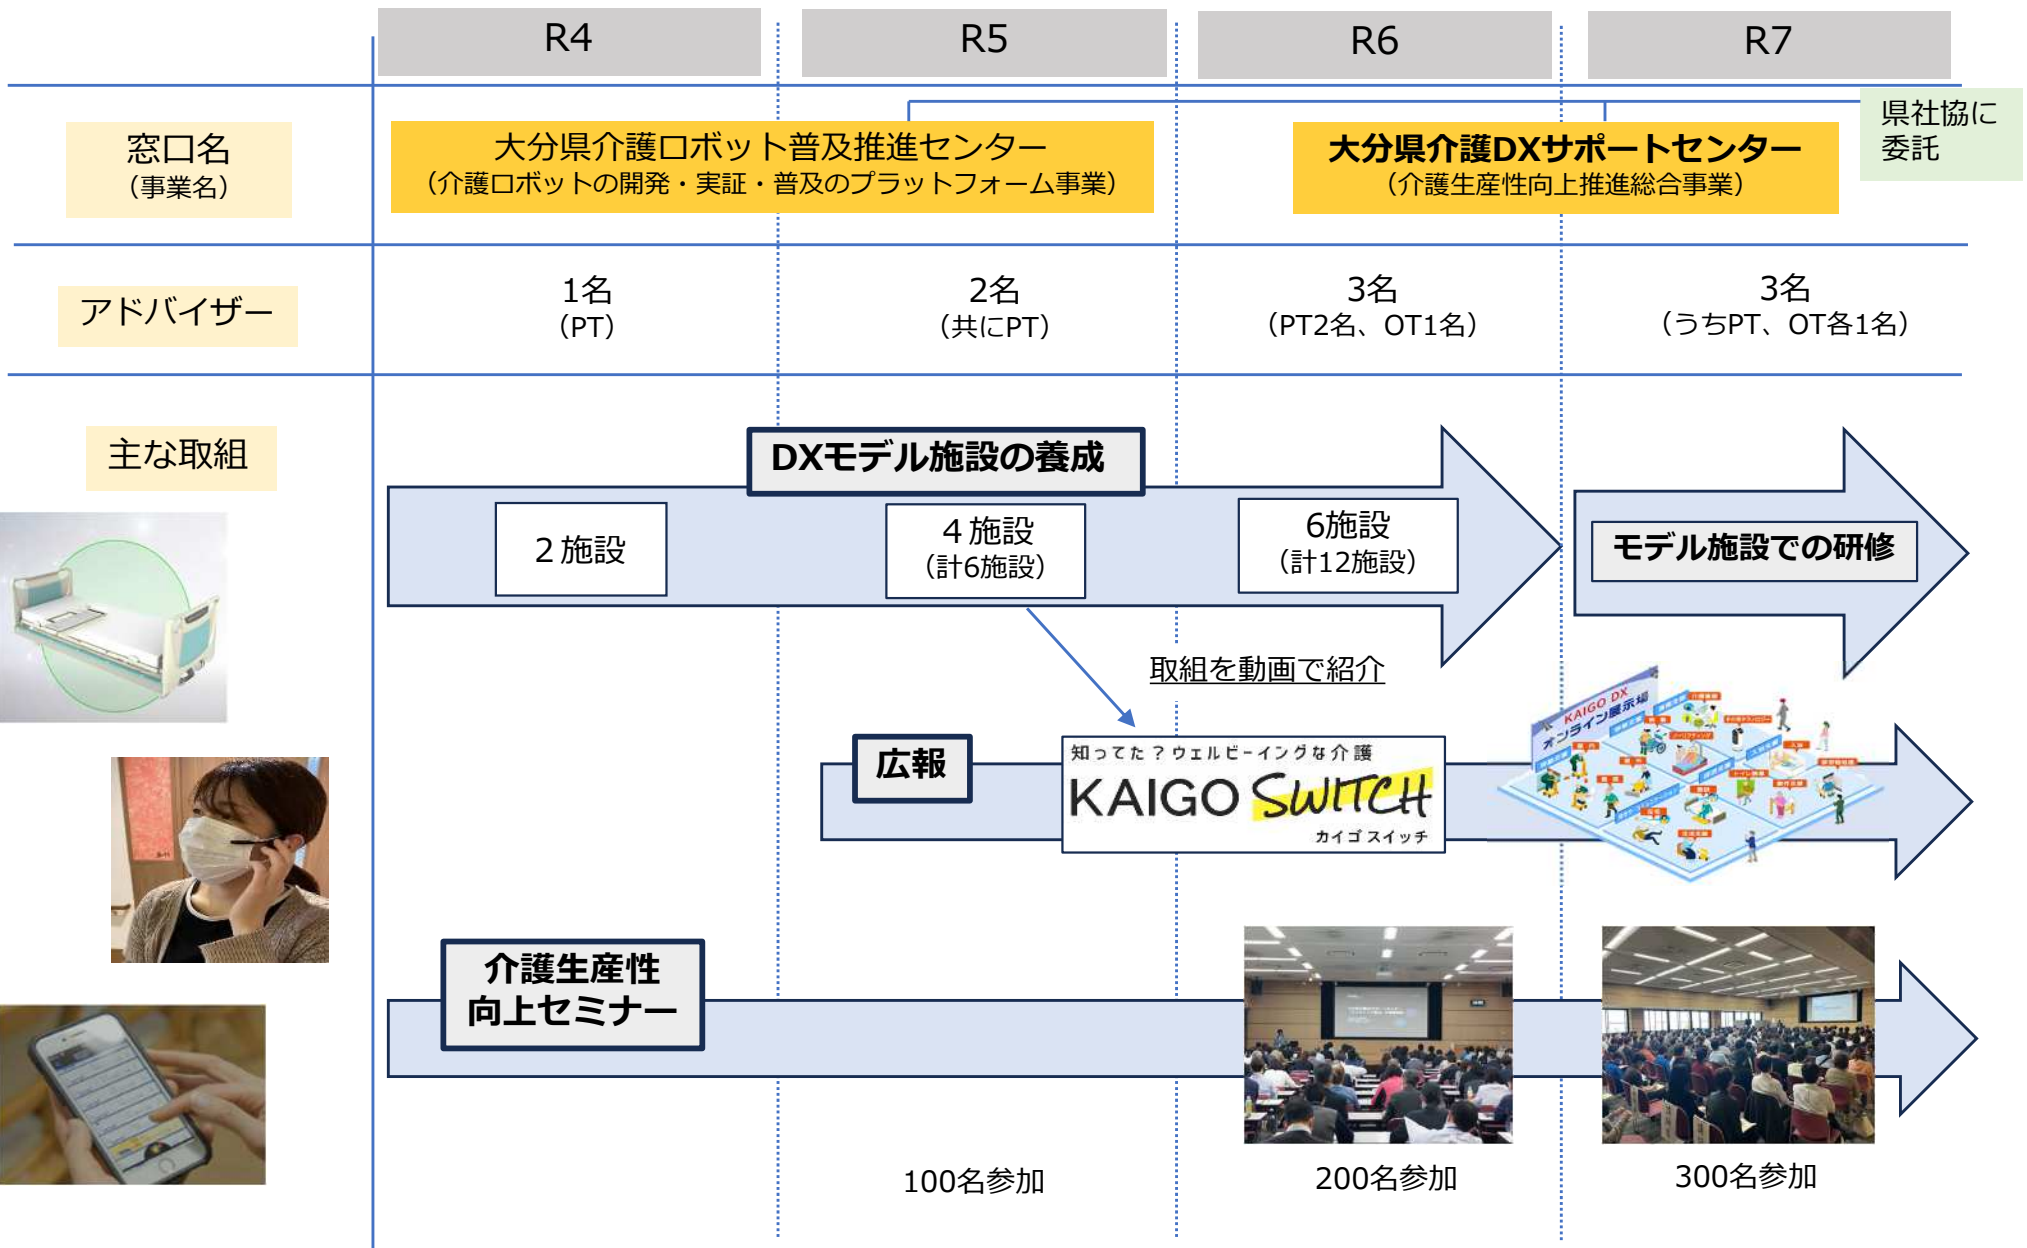 R4
R5
R6
R7
窓口名
（事業名）
大分県介護ロボット普及推進センター
（介護ロボットの開発・実証・普及のプラットフォーム事業）
大分県介護DXサポートセンター
（介護生産性向上推進総合事業）
県社協に
委託
アドバイザー
1名
（PT）
2名
（共にPT）
3名
（PT2名、OT1名）
3名
（うちPT、OT各1名）
主な取組
DXモデル施設の養成
２施設
４施設
（計6施設）
6施設
（計12施設）
モデル施設での研修
取組を動画で紹介
広報
知ってた？ウェルビーイングな介護
KAIGO SWITCH
カイゴスイッチ
KAIGO DX
オンライン展示場
介護生産性
向上セミナー
100名参加
200名参加
300名参加